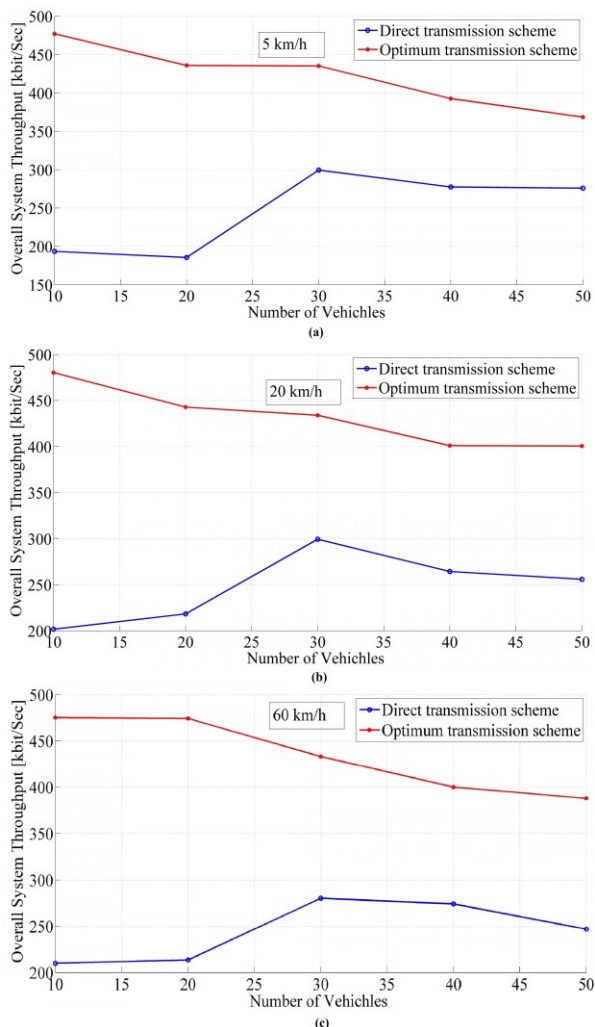 500
450
400
350
300
250
200
150
Overall System Throughput [kbit/Sec]
5 km/h
Direct transmission scheme
Optimum transmission scheme
10 15 20 25 30 35 40 45 50
Number of Vehichles
(a)
500
450
400
350
300
250
200
Overall System Throughput [kbit/Sec]
20 km/h
Direct transmission scheme
Optimum transmission scheme
10 15 20 25 30 35 40 45 50
Number of Vehichles
(b)
500
450
400
350
300
250
200
Overall System Throughput [kbit/Sec]
60 km/h
Direct transmission scheme
Optimum transmission scheme
10 15 20 25 30 35 40 45 50
Number of Vehichles
(c)